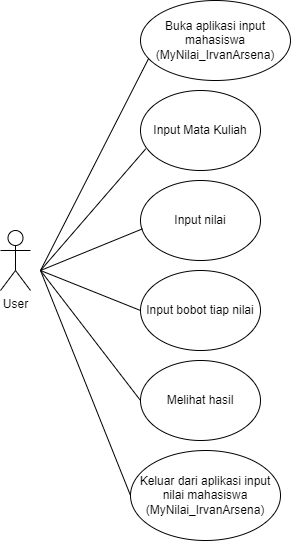 Buka aplikasi input
mahasiswa
(MyNilai_IrvanArsena)
Input Mata Kuliah
Input nilai
User
Input bobot tiap nilai
Melihat hasil
Keluar dari aplikasi input
nilai mahasiswa
(MyNilai_IrvanArsena)